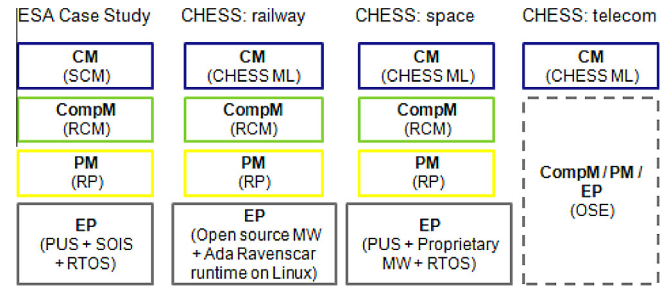 ESA Case Study
CHESS: railway
CHESS: space
CHESS: telecom
CM
(SCM)
CM
(CHESS ML)
CM
(CHESS ML)
CM
(CHESS ML)
CompM
(RCM)
CompM
(RCM)
CompM
(RCM)
CompM / PM /
EP
(OSE)
PM
(RP)
PM
(RP)
PM
(RP)
EP
(PUS + SOIS
+ RTOS)
EP
(Open source MW
+ Ada Ravenscar
runtime on Linux)
EP
(PUS + Proprietary
MW + RTOS)